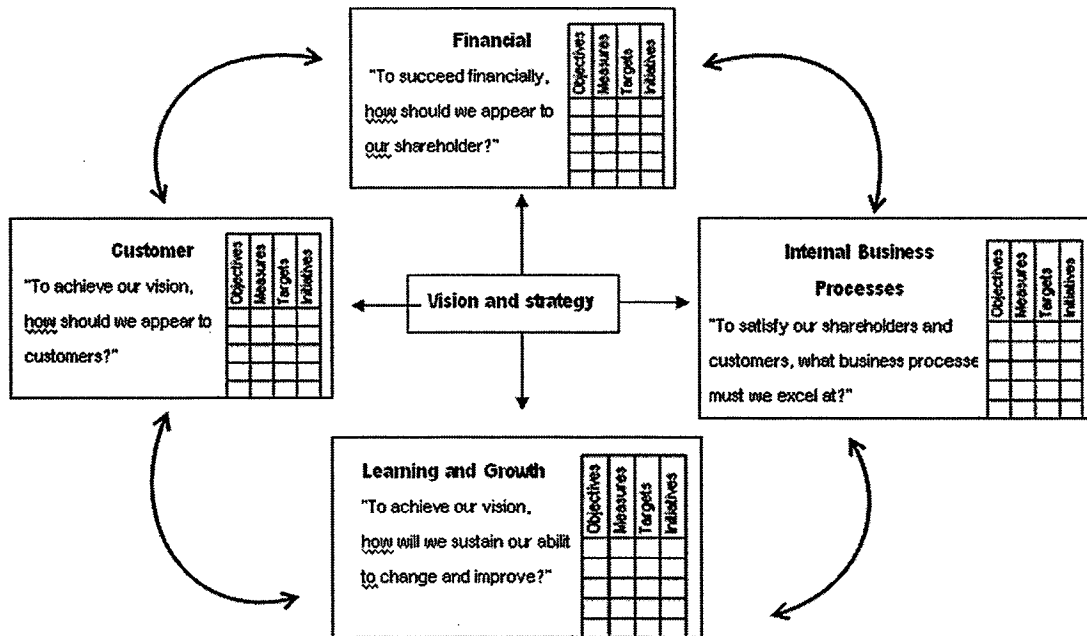 Financial
"To succeed financially,
how should we appear to
our shareholder?"
Objectives
Measures
Targets
Initiatives
Customer
"To achieve our vision,
how should we appear to
customers?"
Objectives
Measures
Targets
Initiatives
Vision and strategy
Internal Business
Processes
"To satisfy our shareholders and
customers, what business processe
must we excel at?"
Objectives
Measures
Targets
Initiatives
Learning and Growth
"To achieve our vision,
how will we sustain our abilit
to change and improve?"
Objectives
Measures
Targets
Initiatives